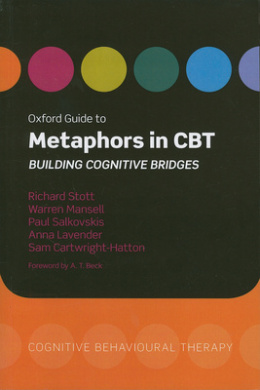 Oxford Guide to
Metaphors in CBT
BUILDING COGNITIVE BRIDGES
Richard Stott
Warren Mansell
Paul Salkovskis
Anna Lavender
Sam Cartwright-Hatton
Foreword by A. T. Beck
COGNITIVE BEHAVIOURAL THERAPY